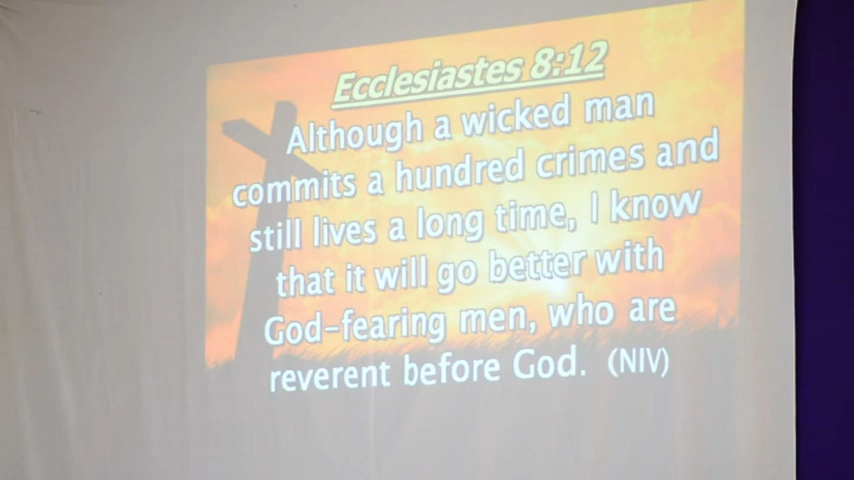 Ecclesiastes 8:12
Although a wicked man
commits a hundred crimes and
still lives a long time, I know
that it will go better with
God-fearing men, who are
reverent before God. (NIV)